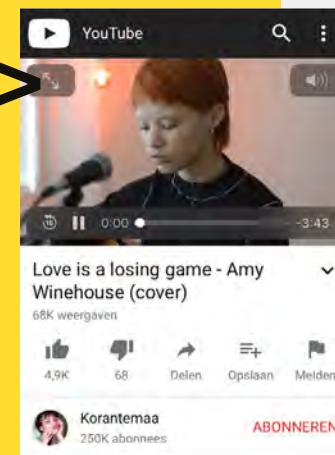 YouTube
15
0:00
-3:43
Love is a losing game - Amy
Winehouse (cover)
68K weergaven
4,9K 68 Delen Opslaan Melden
Korantemaa
250K abonnees
ABONNEREN